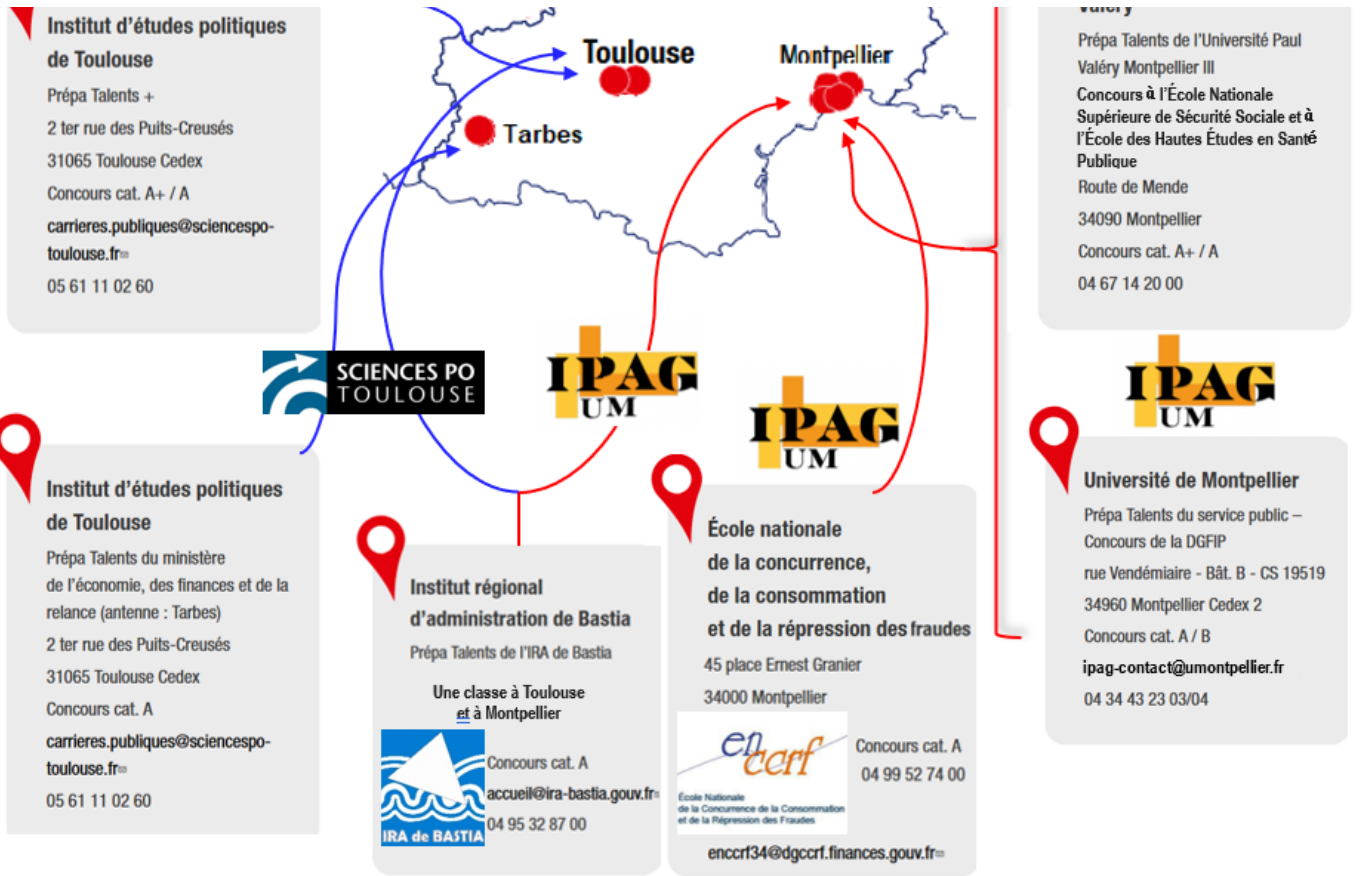 Institut d'études politiques
de Toulouse
Prépa Talents +
2 ter rue des Puits-Creusés
31065 Toulouse Cedex
Concours cat. A+ / A
carrieres.publiques@sciencespo-
toulouse.fr
05 61 11 02 60
Toulouse
Montpellier
Tarbes
Valéry
Prépa Talents de l'Université Paul
Valéry Montpellier III
Concours à l'École Nationale
Supérieure de Sécurité Sociale et à
l'École des Hautes Études en Santé
Publique
Route de Mende
34090 Montpellier
Concours cat. A+ / A
04 67 14 20 00
SCIENCES PO
TOULOUSE
IPAG
UM
IPAG
UM
IPAG
UM
Institut d'études politiques
de Toulouse
Prépa Talents du ministère
de l'économie, des finances et de la
relance (antenne : Tarbes)
2 ter rue des Puits-Creusés
31065 Toulouse Cedex
Concours cat. A
carrieres.publiques@sciencespo-
toulouse.fr
05 61 11 02 60
Institut régional
d'administration de Bastia
Prépa Talents de l'IRA de Bastia
Une classe à Toulouse
et à Montpellier
IRA de BASTIA
Concours cat. A
accueil@ira-bastia.gouv.fr
04 95 32 87 00
École nationale
de la concurrence,
de la consommation
et de la répression des fraudes
45 place Ernest Granier
34000 Montpellier
enccrf
École Nationale
de la Concurrence de la Consommation
et de la Répression des Fraudes
Concours cat. A
04 99 52 74 00
enccrf34@dgccrf.finances.gouv.fr
Université de Montpellier
Prépa Talents du service public –
Concours de la DGFIP
rue Vendémiaire - Bât. B - CS 19519
34960 Montpellier Cedex 2
Concours cat. A / B
ipag-contact@umontpellier.fr
04 34 43 23 03/04